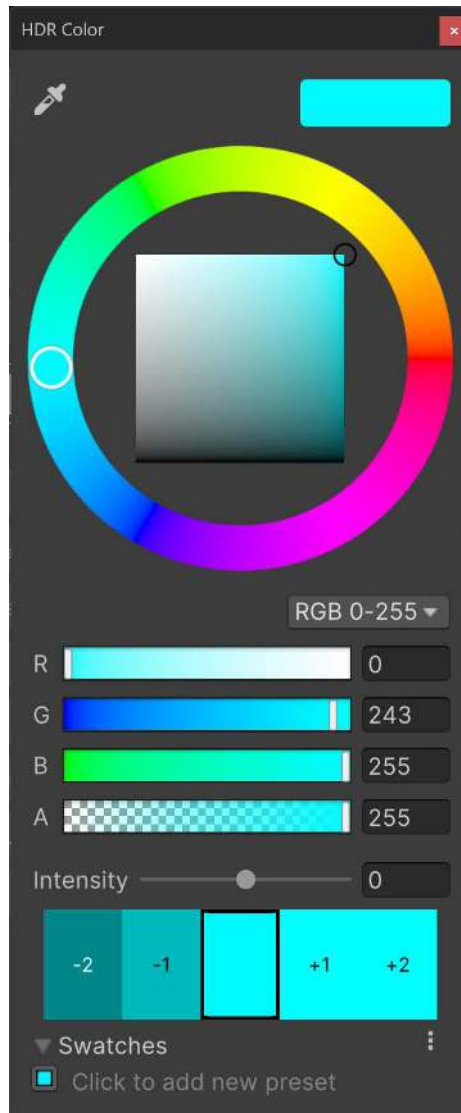 HDR Color
×
RGB 0-255
R 0
G 243
B 255
A 255
Intensity 0
-2 -1 +1 +2
Swatches
Click to add new preset